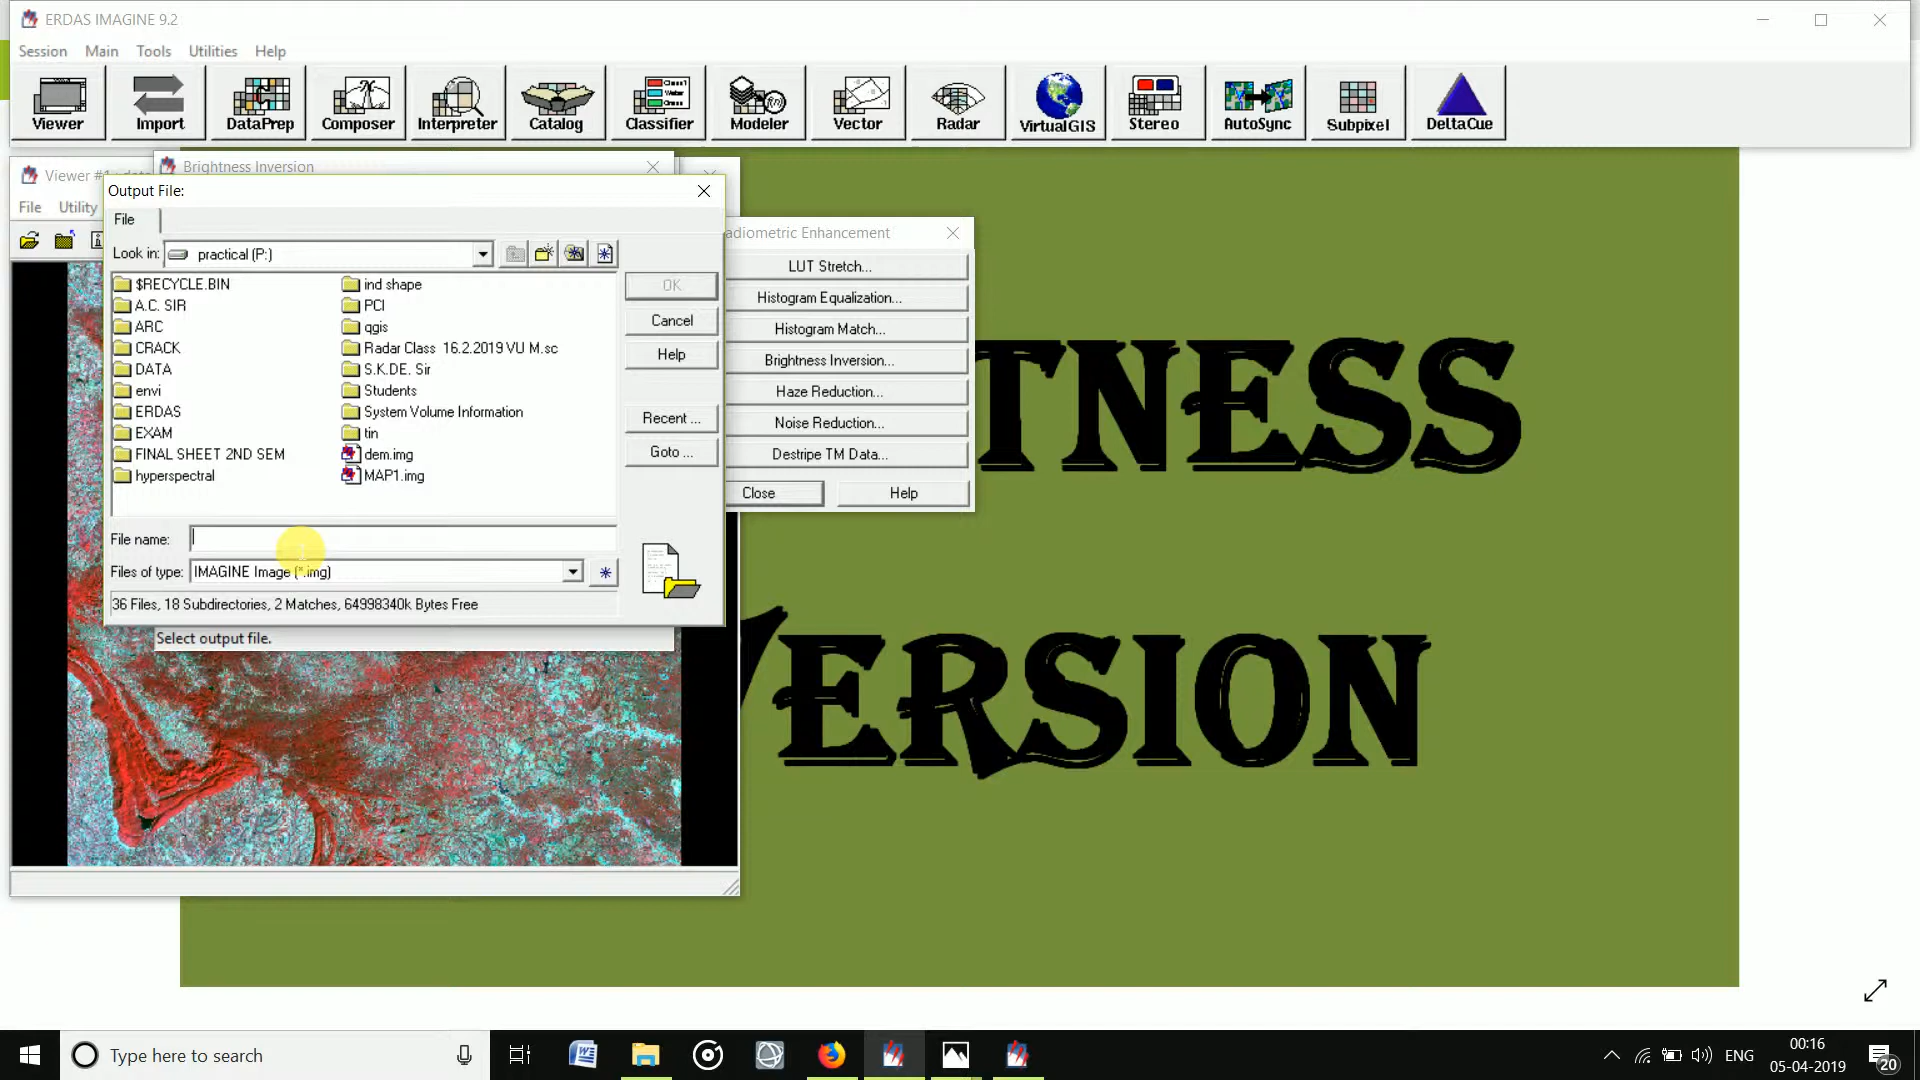 ERDAS IMAGINE 9.2
Session Main Tools Utilities Help
Viewer Import DataPrep Composer Interpreter Catalog Classifier Modeler Vector Radar VirtualGIS Stereo AutoSync Subpixel DeltaCue
Brightness Inversion
Viewer #
File Utility
Output File:
File
Look in: practical (P:)
$RECYCLE.BIN
A.C. SIR
ARC
CRACK
DATA
envi
ERDAS
EXAM
FINAL SHEET 2ND SEM
hyperspectral
ind shape
PCI
qgis
Radar Class 16.2.2019 VU M.sc
S.K.DE. Sir
Students
System Volume Information
tin
dem.img
MAP1.img
OK
Cancel
Help
Recent ...
Goto ...
File name:
Files of type: IMAGINE Image (*.img)
36 Files, 18 Subdirectories, 2 Matches, 64998340k Bytes Free
Select output file.
adiometric Enhancement
LUT Stretch...
Histogram Equalization...
Histogram Match...
Brightness Inversion...
Haze Reduction...
Noise Reduction...
Destripe TM Data...
Close Help
TNESS
VERSION
Type here to search
ENG
00:16
05-04-2019
20